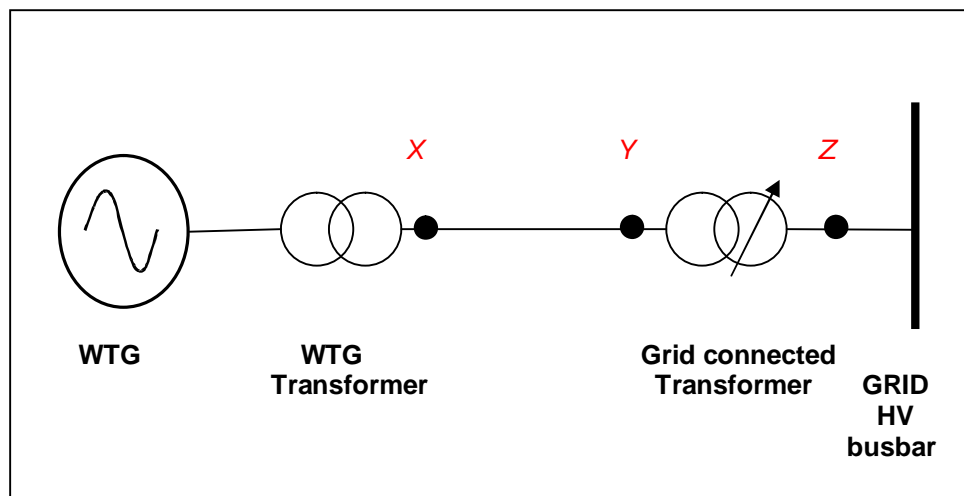 X
Y
Z
WTG
WTG
Transformer
Grid connected
Transformer
GRID
HV
busbar